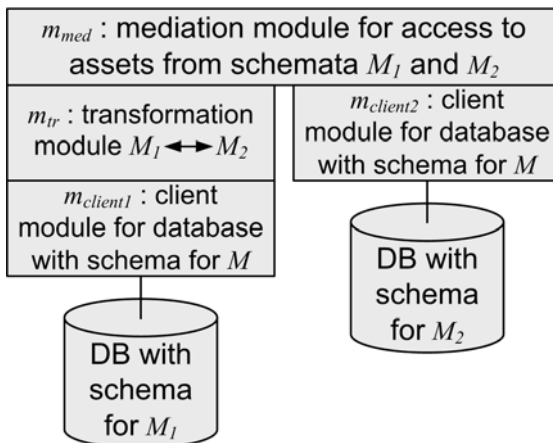 m_med : mediation module for access to
assets from schemata M_1 and M_2
m_tr : transformation
module M_1 ↔ M_2
m_client2 : client
module for database
with schema for M
m_client1 : client
module for database
with schema for M
DB with
schema
for M_2
DB with
schema
for M_1